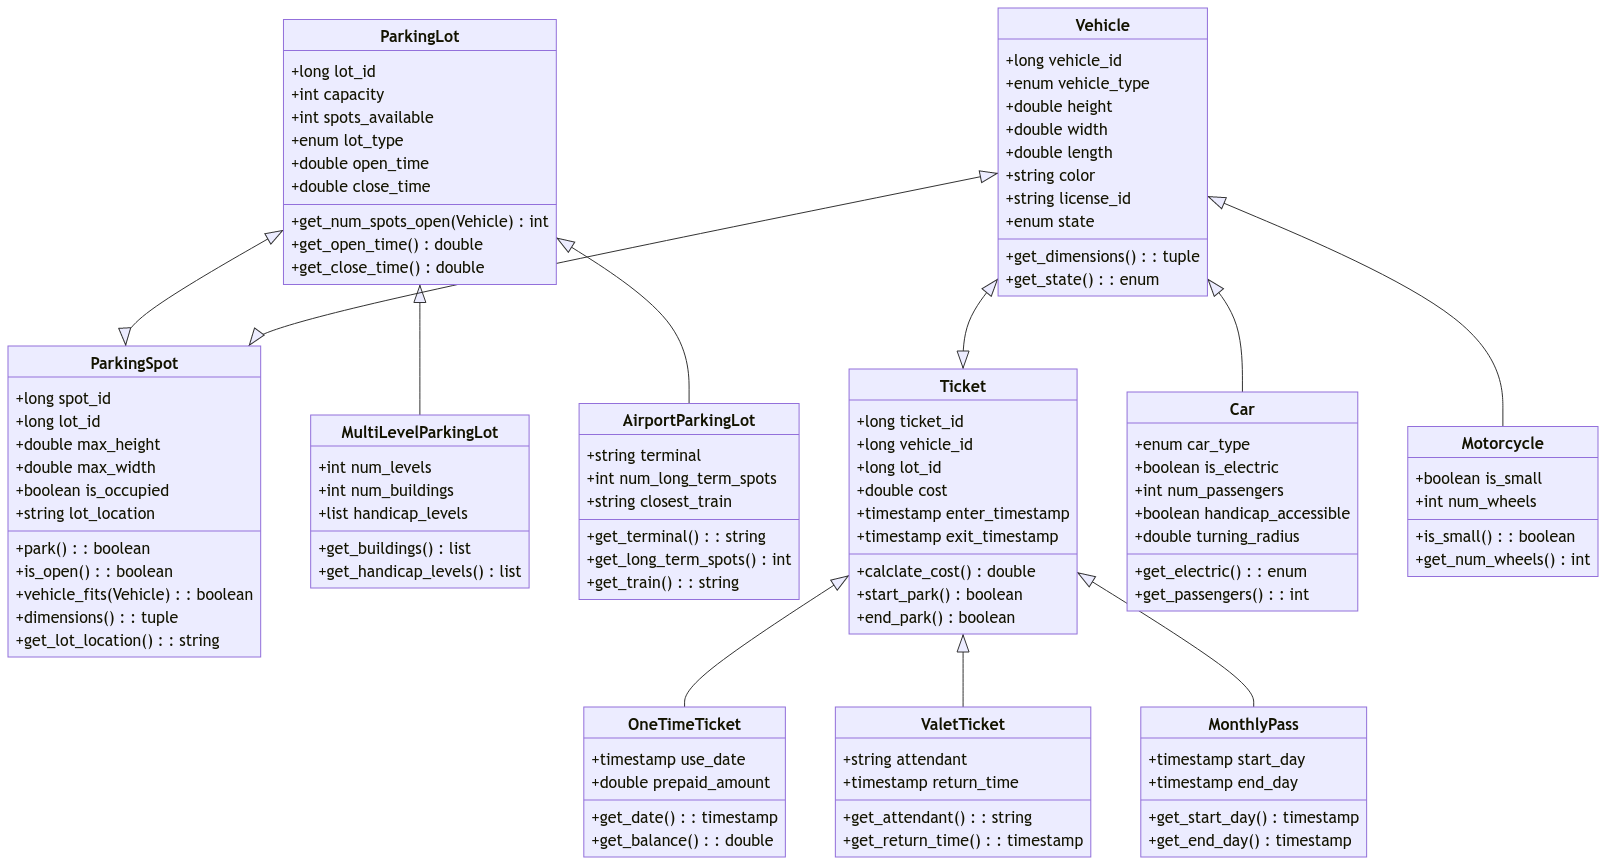 ParkingLot
+long lot_id
+int capacity
+int spots_available
+enum lot_type
+double open_time
+double close_time
+get_num_spots_open(Vehicle) : int
+get_open_time() : double
+get_close_time() : double
Vehicle
+long vehicle_id
+enum vehicle_type
+double height
+double width
+double length
+string color
+string license_id
+enum state
+get_dimensions() : : tuple
+get_state() : : enum
ParkingSpot
+long spot_id
+long lot_id
+double max_height
+double max_width
+boolean is_occupied
+string lot_location
+park() : : boolean
+is_open() : : boolean
+vehicle_fits(Vehicle) : : boolean
+dimensions() : : tuple
+get_lot_location() : : string
MultiLevelParkingLot
+int num_levels
+int num_buildings
+list handicap_levels
+get_buildings() : list
+get_handicap_levels() : list
AirportParkingLot
+string terminal
+int num_long_term_spots
+string closest_train
+get_terminal() : : string
+get_long_term_spots() : int
+get_train() : : string
Ticket
+long ticket_id
+long vehicle_id
+long lot_id
+double cost
+timestamp enter_timestamp
+timestamp exit_timestamp
+calclate_cost() : double
+start_park() : boolean
+end_park() : boolean
Car
+enum car_type
+boolean is_electric
+int num_passengers
+boolean handicap_accessible
+double turning_radius
+get_electric() : : enum
+get_passengers() : : int
Motorcycle
+boolean is_small
+int num_wheels
+is_small() : : boolean
+get_num_wheels() : int
OneTimeTicket
+timestamp use_date
+double prepaid_amount
+get_date() : : timestamp
+get_balance() : : double
ValetTicket
+string attendant
+timestamp return_time
+get_attendant() : : string
+get_return_time() : : timestamp
MonthlyPass
+timestamp start_day
+timestamp end_day
+get_start_day() : timestamp
+get_end_day() : timestamp